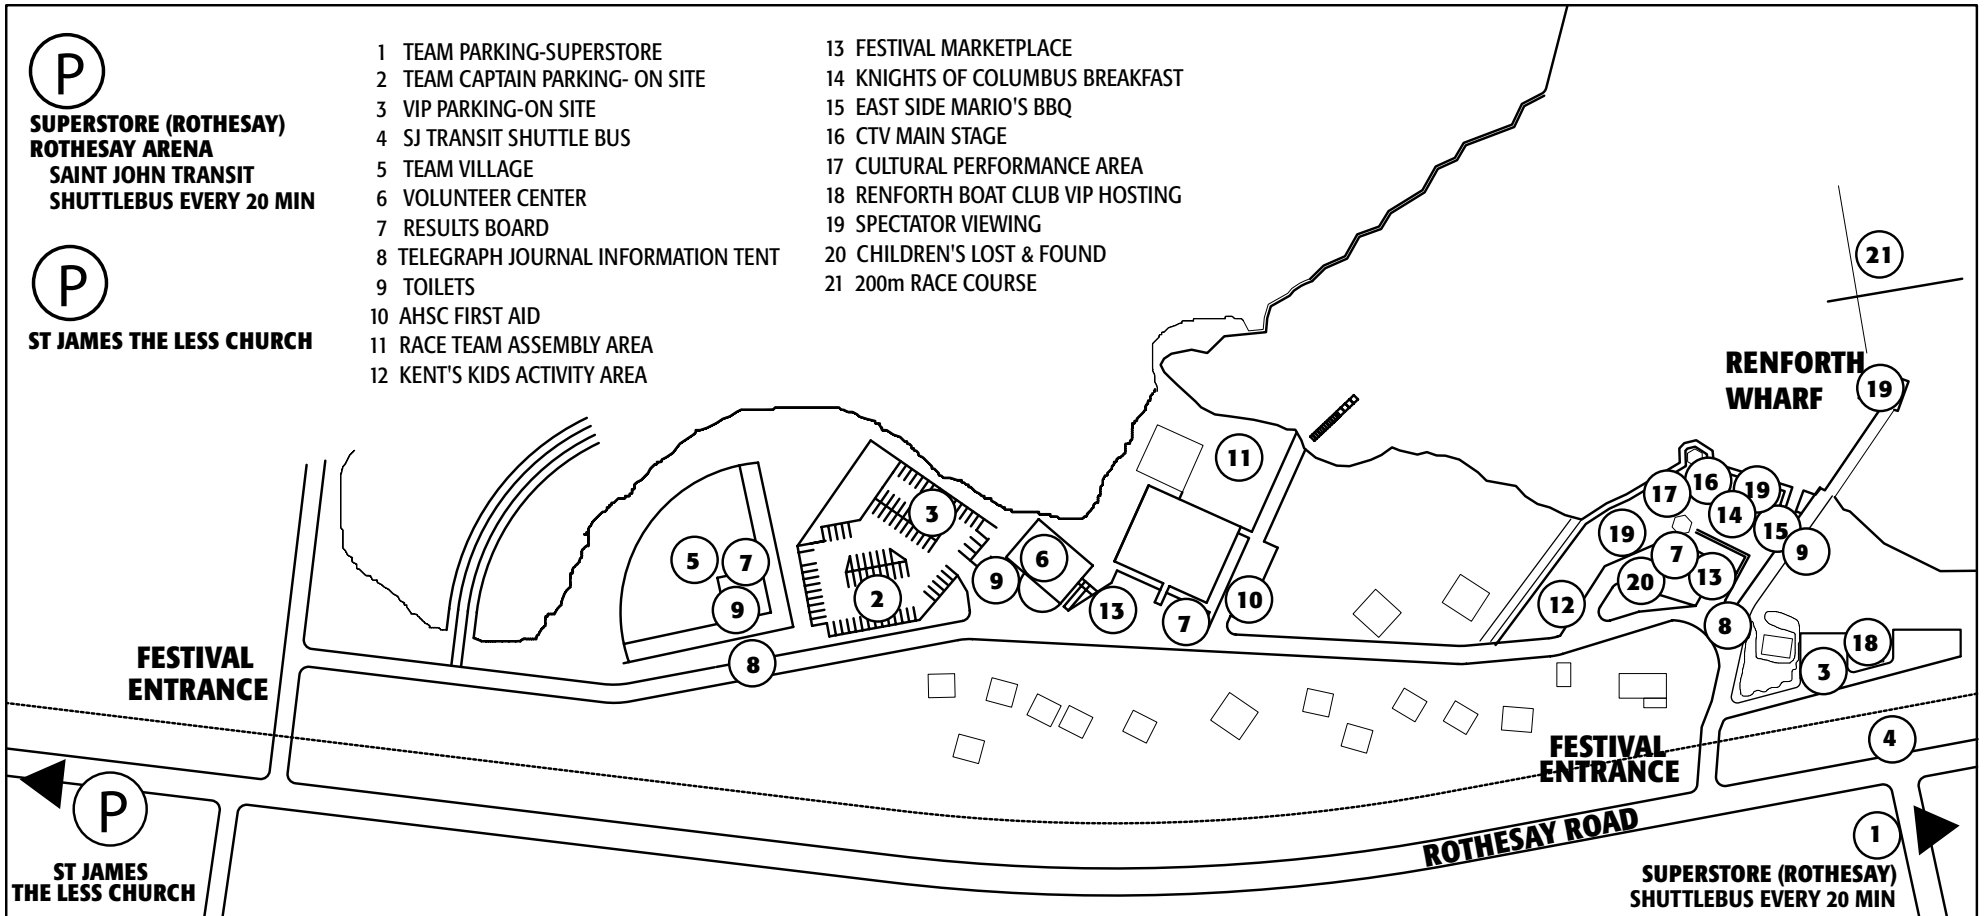 P
SUPERSTORE (ROTHESAY)
ROTHESAY ARENA
SAINT JOHN TRANSIT
SHUTTLEBUS EVERY 20 MIN
P
ST JAMES THE LESS CHURCH
1 TEAM PARKING-SUPERSTORE
2 TEAM CAPTAIN PARKING- ON SITE
3 VIP PARKING-ON SITE
4 SJ TRANSIT SHUTTLE BUS
5 TEAM VILLAGE
6 VOLUNTEER CENTER
7 RESULTS BOARD
8 TELEGRAPH JOURNAL INFORMATION TENT
9 TOILETS
10 AHSC FIRST AID
11 RACE TEAM ASSEMBLY AREA
12 KENT'S KIDS ACTIVITY AREA
13 FESTIVAL MARKETPLACE
14 KNIGHTS OF COLUMBUS BREAKFAST
15 EAST SIDE MARIO'S BBQ
16 CTV MAIN STAGE
17 CULTURAL PERFORMANCE AREA
18 RENFORTH BOAT CLUB VIP HOSTING
19 SPECTATOR VIEWING
20 CHILDREN'S LOST & FOUND
21 200m RACE COURSE
21
RENFORTH
WHARF
19
11
16
19
17
14
3
15
19
9
5
7
6
7
9
20
13
2
9
13
10
12
7
8
18
8
3
FESTIVAL
ENTRANCE
4
FESTIVAL
ENTRANCE
P
ST JAMES
THE LESS CHURCH
ROTHESAY ROAD
1
SUPERSTORE (ROTHESAY)
SHUTTLEBUS EVERY 20 MIN